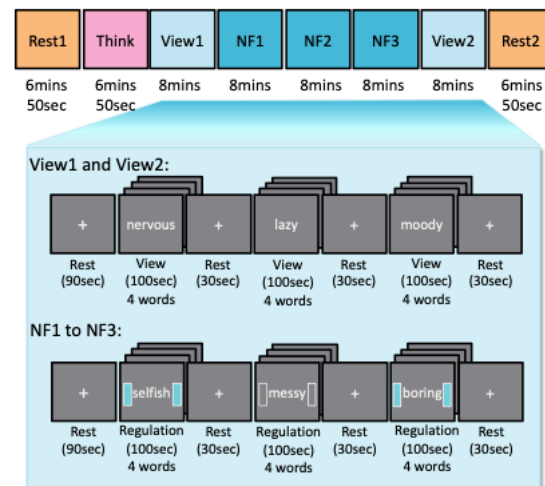 Rest1 Think View1 NF1 NF2 NF3 View2 Rest2
6mins 6mins 8mins 8mins 8mins 8mins 8mins 6mins
50sec 50sec 50sec
View1 and View2:
+ nervous + lazy + moody +
Rest View Rest View Rest View Rest
(90sec) (100sec) (30sec) (100sec) (30sec) (100sec) (30sec)
4 words 4 words 4 words
NF1 to NF3:
+ selfish + messy + boring +
Rest Regulation Rest Regulation Rest Regulation Rest
(90sec) (100sec) (30sec) (100sec) (30sec) (100sec) (30sec)
4 words 4 words 4 words